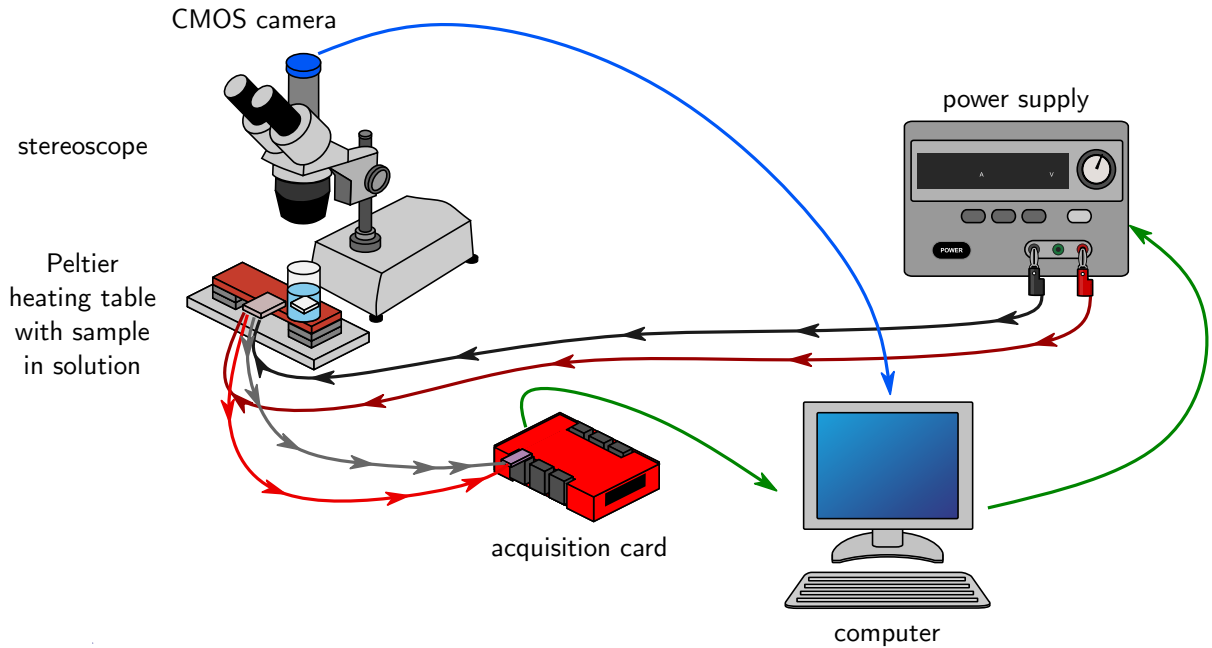 CMOS camera
stereoscope
power supply
A V
POWER
Peltier
heating table
with sample
in solution
acquisition card
computer